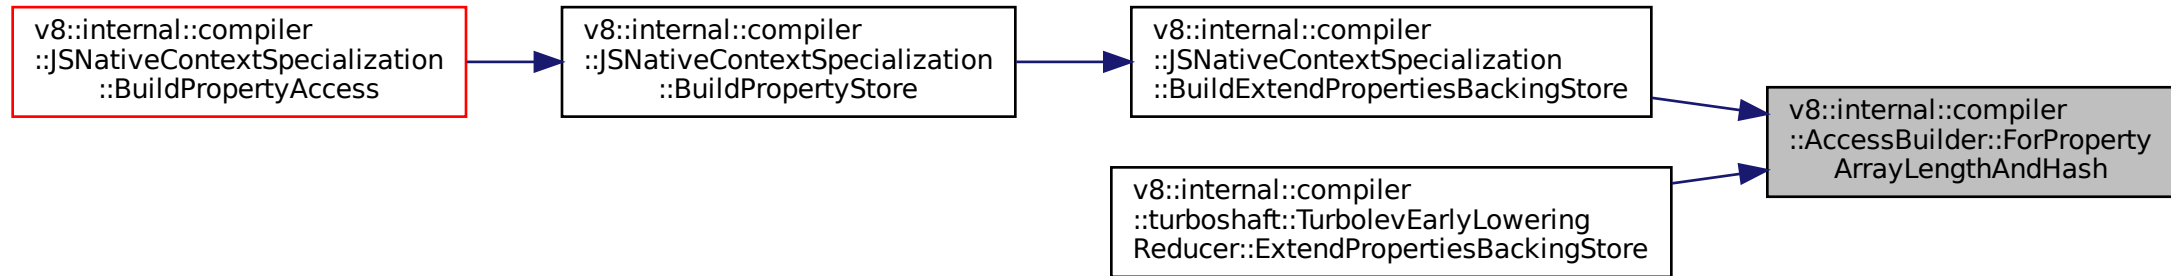 v8::internal::compiler
::JSNativeContextSpecialization
::BuildPropertyAccess
v8::internal::compiler
::JSNativeContextSpecialization
::BuildPropertyStore
v8::internal::compiler
::JSNativeContextSpecialization
::BuildExtendPropertiesBackingStore
v8::internal::compiler
::turboshaft::TurbolevEarlyLowering
Reducer::ExtendPropertiesBackingStore
v8::internal::compiler
::AccessBuilder::ForProperty
ArrayLengthAndHash